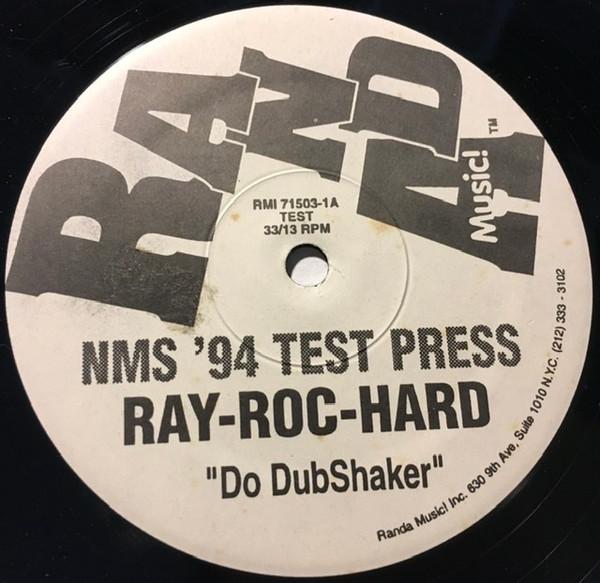 RANDA
Music! ™
RMI 71503-1A
TEST
33/13 RPM
NMS '94 TEST PRESS
RAY-ROC-HARD
"Do DubShaker"
Randa Music! Inc. 630 9th Ave, Suite 1010 N.Y.C. (212) 333 - 3102